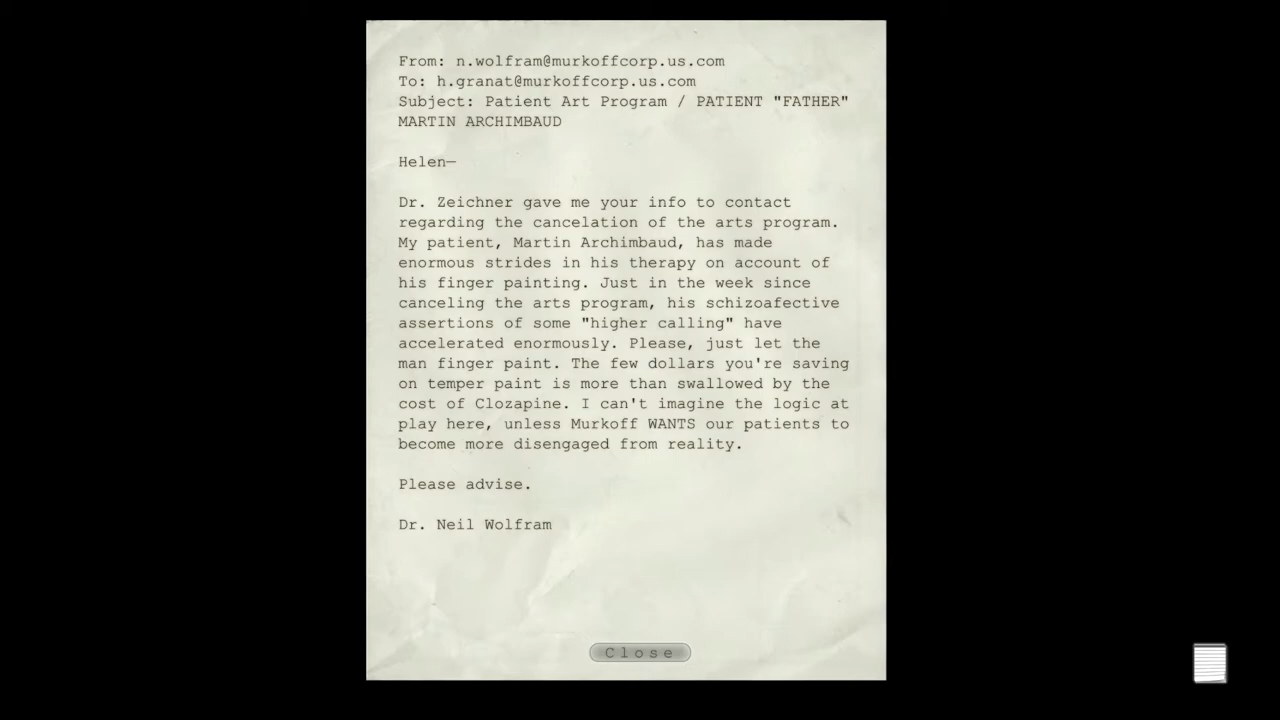 From: n.wolfram@murkoffcorp.us.com
To: h.granat@murkoffcorp.us.com
Subject: Patient Art Program / PATIENT "FATHER"
MARTIN ARCHIMBAUD
Helen—
Dr. Zeichner gave me your info to contact
regarding the cancelation of the arts program.
My patient, Martin Archimbaud, has made
enormous strides in his therapy on account of
his finger painting. Just in the week since
canceling the arts program, his schizoafective
assertions of some "higher calling" have
accelerated enormously. Please, just let the
man finger paint. The few dollars you're saving
on temper paint is more than swallowed by the
cost of Clozapine. I can't imagine the logic at
play here, unless Murkoff WANTS our patients to
become more disengaged from reality.
Please advise.
Dr. Neil Wolfram
Close